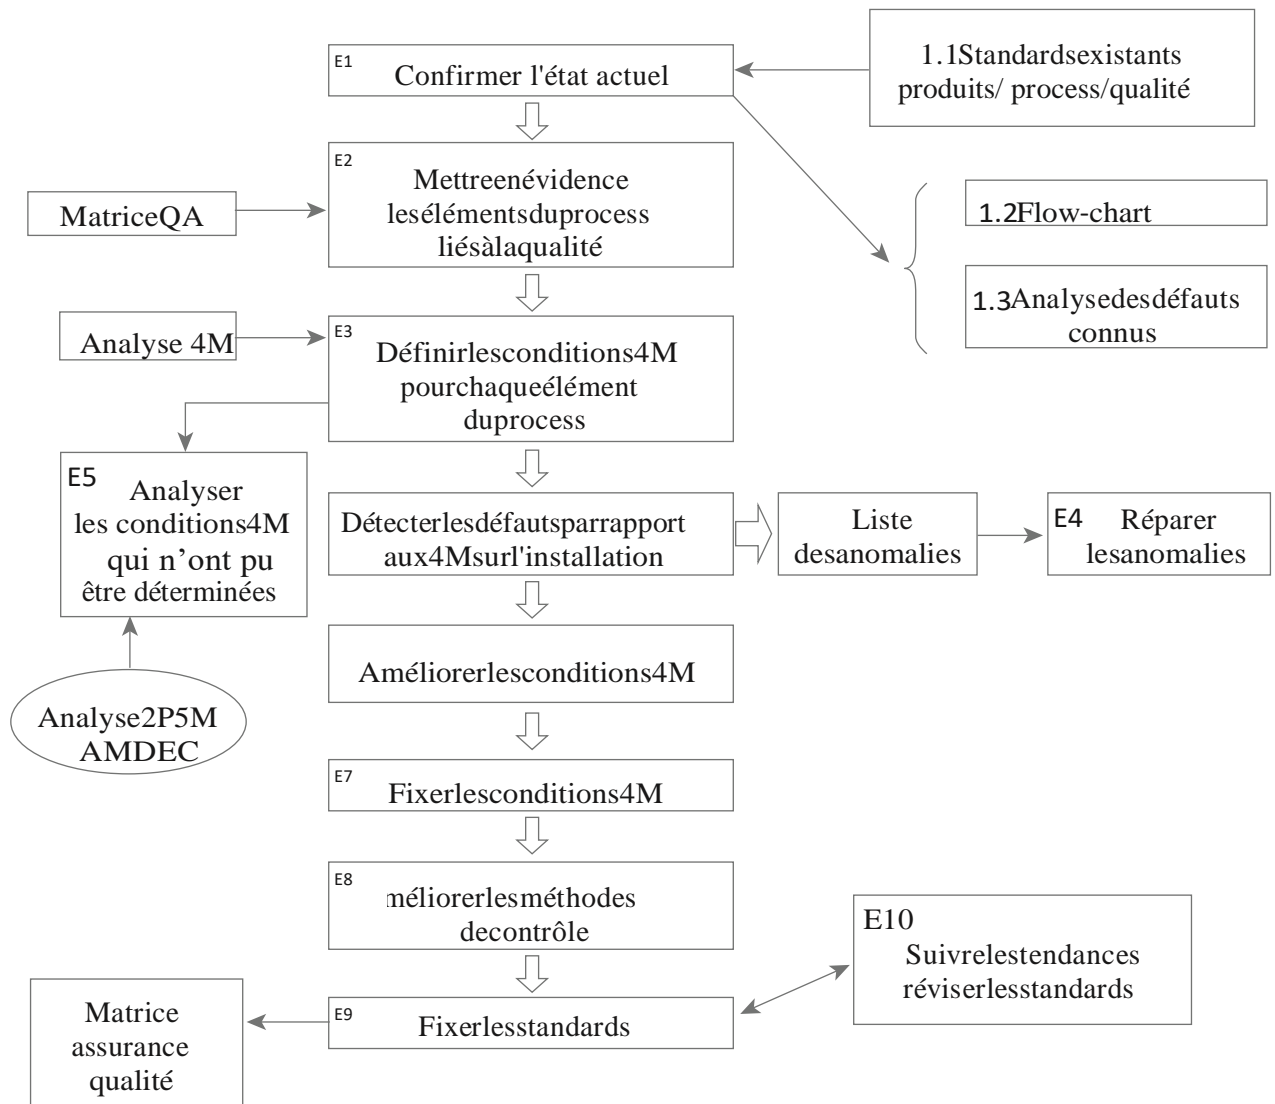 E1
Confirmer l'état actuel
1.1Standardsexistants
produits/ process/qualité
E2
Mettreenévidence
lesélémentsduprocess
liésàlaqualité
MatriceQA
1.2Flow-chart
1.3Analysedesdéfauts
connus
Analyse 4M
E3
Définirlesconditions4M
pourchaqueélément
duprocess
E5
Analyser
les conditions4M
qui n’ont pu
être déterminées
Détecterlesdéfautsparrapport
aux4Msurl'installation
Liste
desanomalies
E4
Réparer
lesanomalies
Améliorerlesconditions4M
Analyse2P5M
AMDEC
E7
Fixerlesconditions4M
E8
méliorerlesméthodes
decontrôle
E10
Suivrelestendances
réviserlesstandards
E9
Fixerlesstandards
Matrice
assurance
qualité